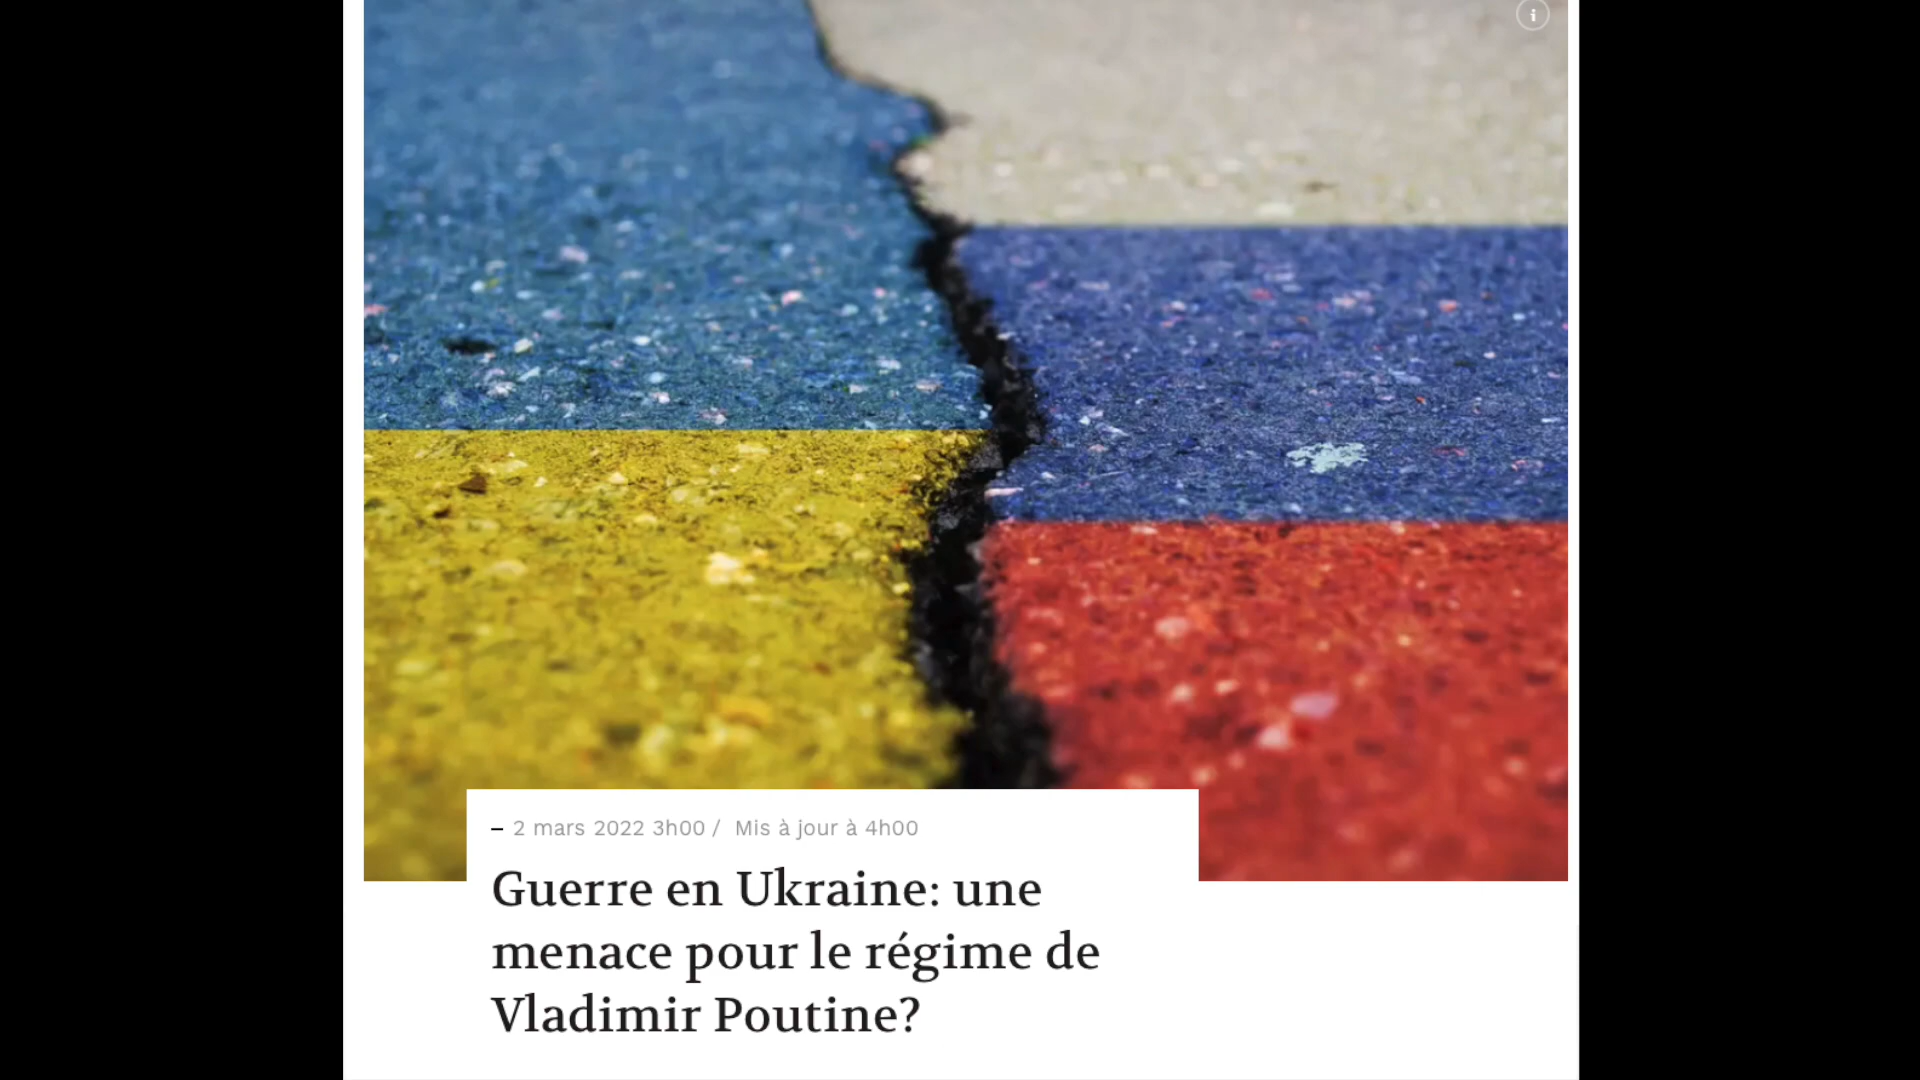 – 2 mars 2022 3h00 / Mis à jour à 4h00
Guerre en Ukraine: une
menace pour le régime de
Vladimir Poutine?